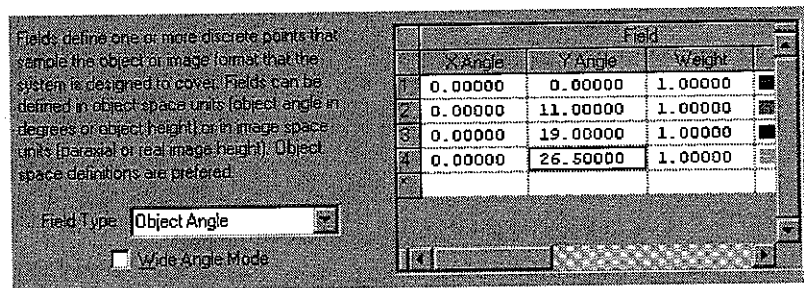 Fields define one or more discrete points that
sample the object or image format that the
system is designed to cover. Fields can be
defined in object space units (object angle in
degrees or object height) or in image space
units (paraxial or real image height). Object
space definitions are prefered.
Field Type: Object Angle
Wide Angle Mode
Field
X Angle Y Angle Weight
1 0.00000 0.00000 1.00000
2 0.00000 11.00000 1.00000
3 0.00000 19.00000 1.00000
4 0.00000 26.50000 1.00000
*